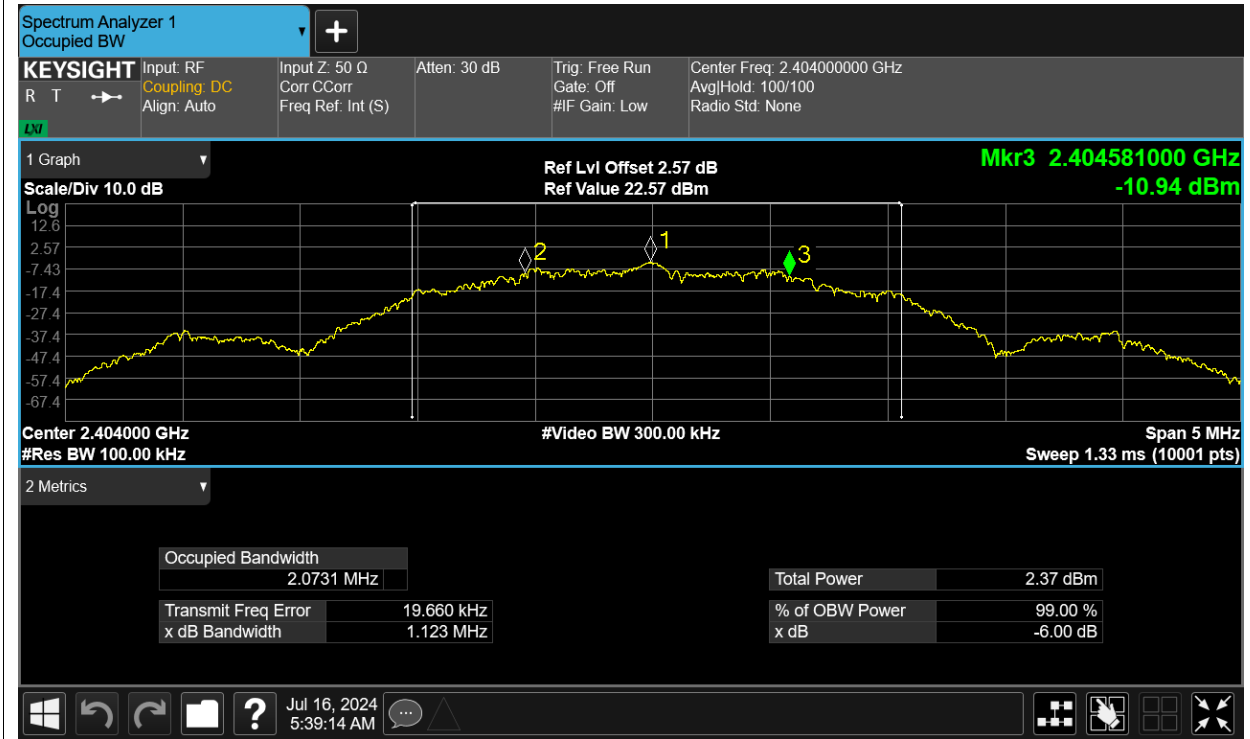 Spectrum Analyzer 1
Occupied BW
KEYSIGHT
R T
LXI
Input: RF
Coupling: DC
Align: Auto
Input Z: 50 Ω
Corr CCorr
Freq Ref: Int (S)
Atten: 30 dB
Trig: Free Run
Gate: Off
#IF Gain: Low
Center Freq: 2.404000000 GHz
Avg|Hold: 100/100
Radio Std: None
1 Graph
Scale/Div 10.0 dB
Ref Lvl Offset 2.57 dB
Ref Value 22.57 dBm
Mkr3 2.404581000 GHz
-10.94 dBm
Log
12.6
2.57
-7.43
-17.4
-27.4
-37.4
-47.4
-57.4
-67.4
2
1
3
Center 2.404000 GHz
#Video BW 300.00 kHz
Span 5 MHz
#Res BW 100.00 kHz
Sweep 1.33 ms (10001 pts)
2 Metrics
Occupied Bandwidth
2.0731 MHz
Transmit Freq Error 19.660 kHz
x dB Bandwidth 1.123 MHz
Total Power 2.37 dBm
% of OBW Power 99.00 %
x dB -6.00 dB
?
Jul 16, 2024
5:39:14 AM